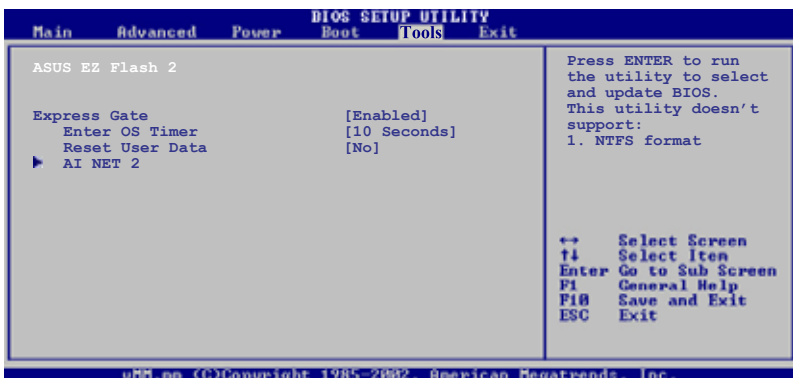 BIOS SETUP UTILITY
Main Advanced Power Boot Tools Exit
ASUS EZ Flash 2
Express Gate [Enabled]
Enter OS Timer [10 Seconds]
Reset User Data [No]
AI NET 2
Press ENTER to run
the utility to select
and update BIOS.
This utility doesn't
support:
1. NTFS format
↔ Select Screen
↑↓ Select Item
Enter Go to Sub Screen
F1 General Help
F10 Save and Exit
ESC Exit
(C)Copyright 1985-2002, American Megatrends, Inc.